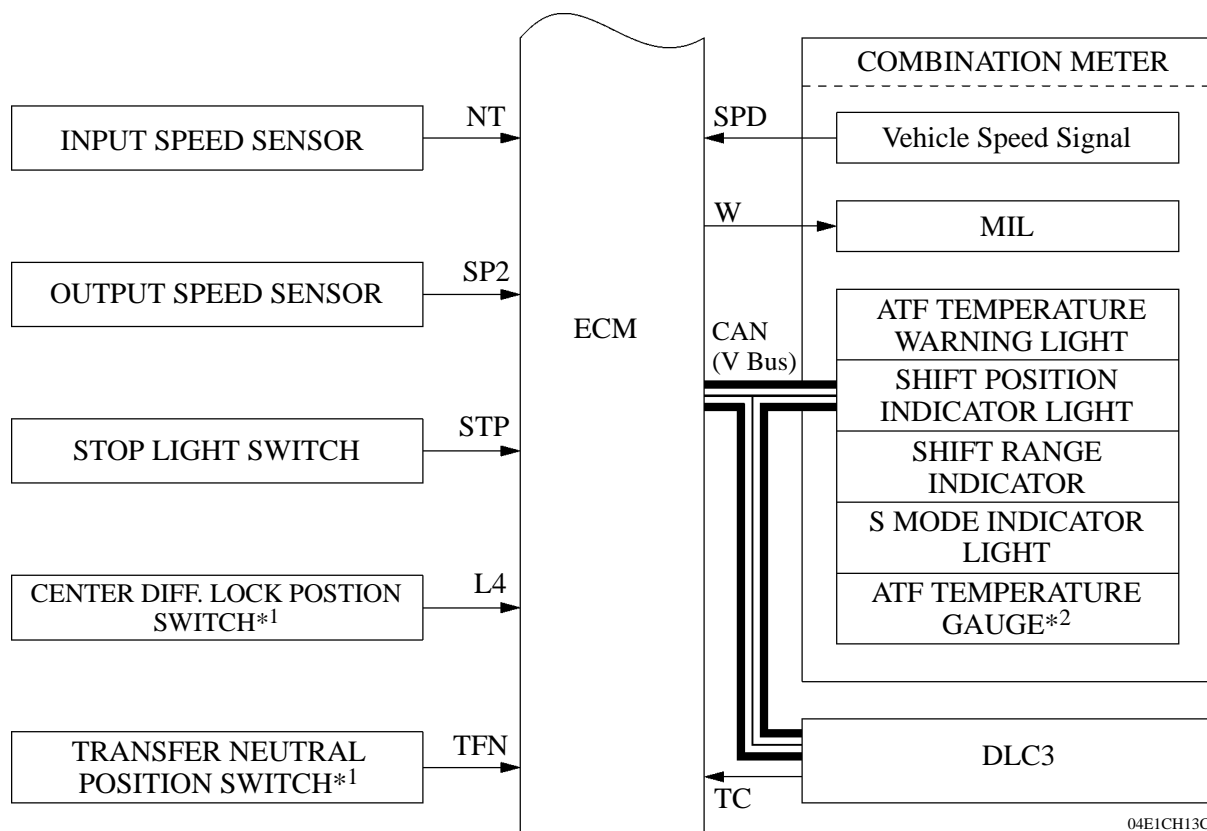 INPUT SPEED SENSOR
NT
OUTPUT SPEED SENSOR
SP2
STOP LIGHT SWITCH
STP
CENTER DIFF. LOCK POSTION
SWITCH*1
L4
TRANSFER NEUTRAL
POSITION SWITCH*1
TFN
ECM
COMBINATION METER
SPD
Vehicle Speed Signal
W
MIL
CAN
(V Bus)
ATF TEMPERATURE
WARNING LIGHT
SHIFT POSITION
INDICATOR LIGHT
SHIFT RANGE
INDICATOR
S MODE INDICATOR
LIGHT
ATF TEMPERATURE
GAUGE*2
DLC3
TC
04E1CH13C